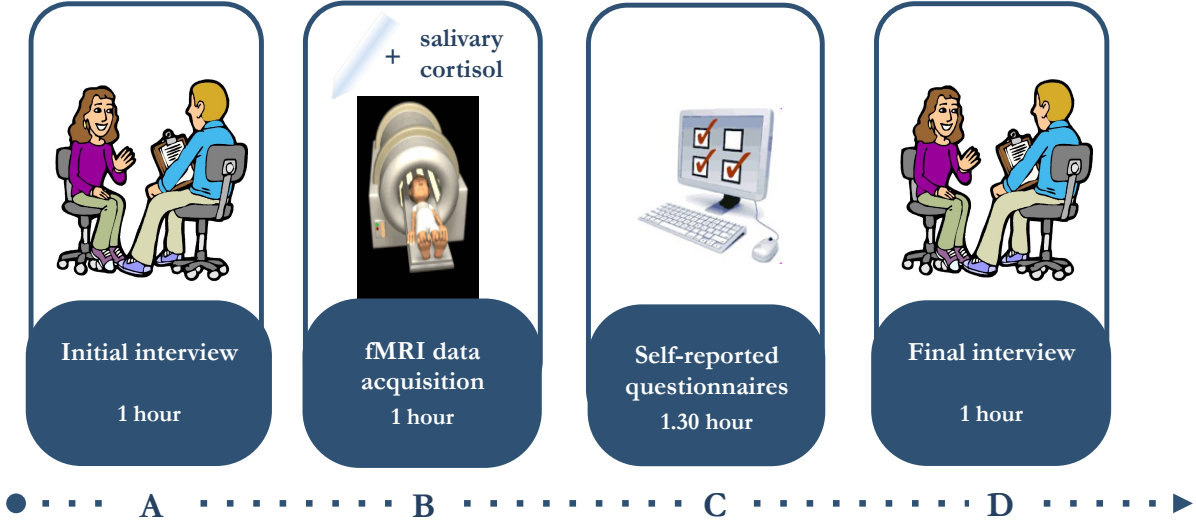 Initial interview
1 hour
+ salivary
cortisol
fMRI data
acquisition
1 hour
Self-reported
questionnaires
1.30 hour
Final interview
1 hour
A
B
C
D